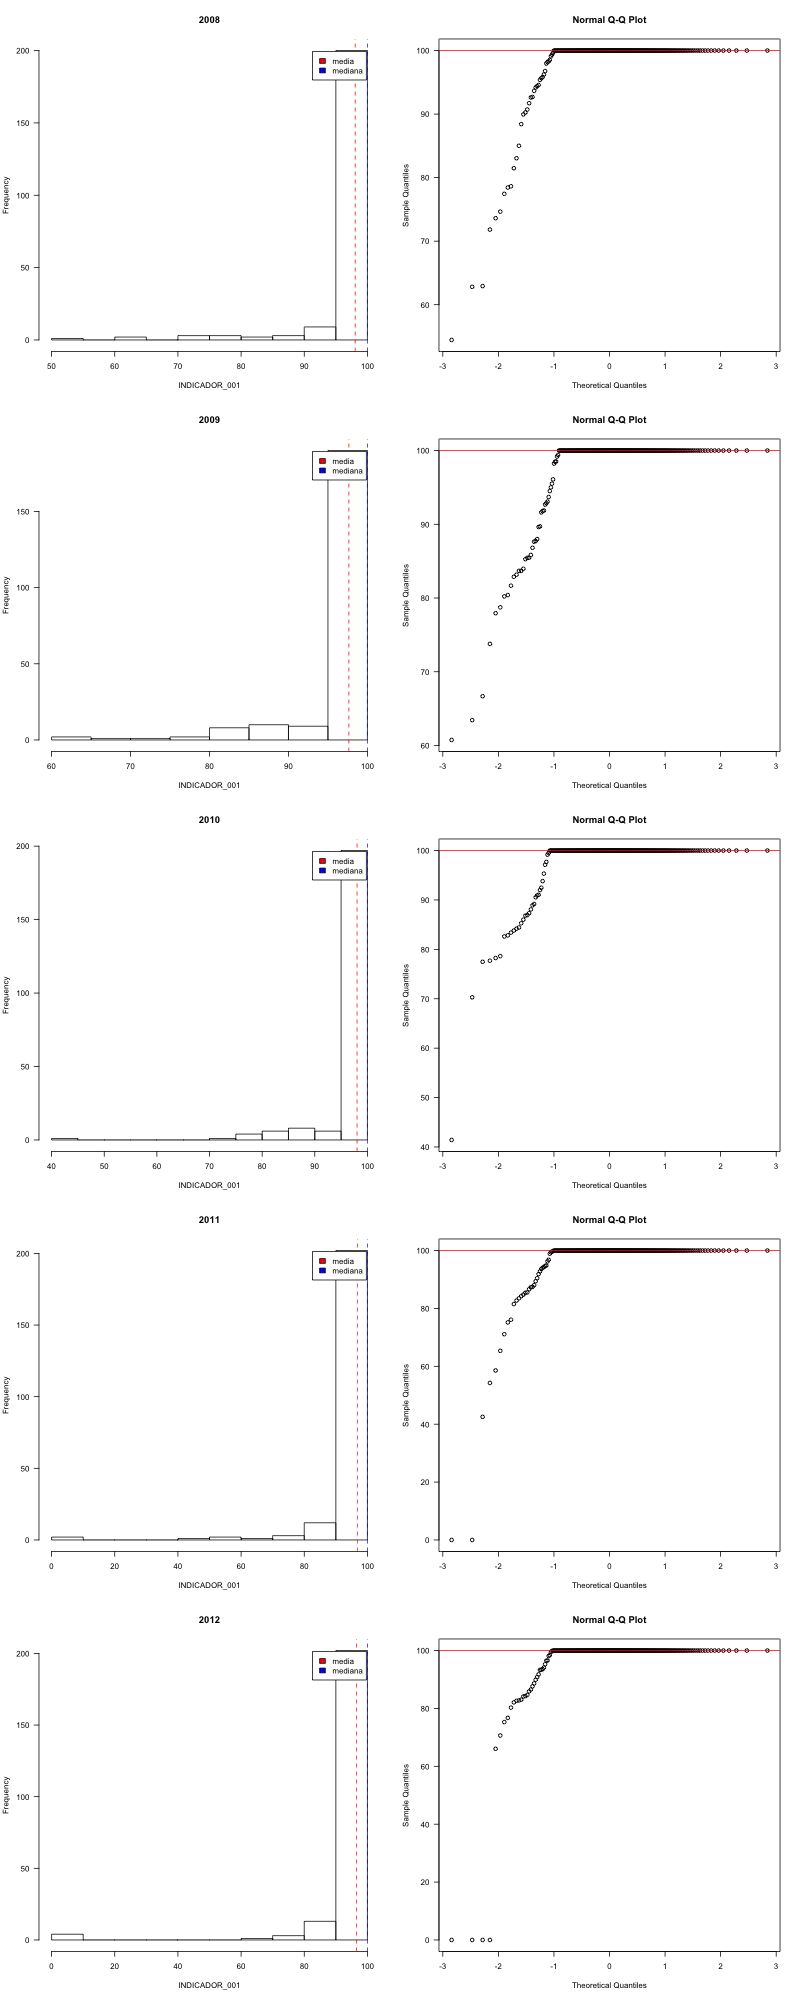 2008
Normal Q-Q Plot
200
150
100
50
0
Frequency
media
mediana
50 60 70 80 90 100
INDICADOR_001
100
90
80
70
60
Sample Quantiles
-3 -2 -1 0 1 2 3
Theoretical Quantiles
2009
Normal Q-Q Plot
150
100
50
0
Frequency
media
mediana
60 70 80 90 100
INDICADOR_001
100
90
80
70
60
Sample Quantiles
-3 -2 -1 0 1 2 3
Theoretical Quantiles
2010
Normal Q-Q Plot
200
150
100
50
0
Frequency
media
mediana
40 50 60 70 80 90 100
INDICADOR_001
100
90
80
70
60
50
40
Sample Quantiles
-3 -2 -1 0 1 2 3
Theoretical Quantiles
2011
Normal Q-Q Plot
200
150
100
50
0
Frequency
media
mediana
0 20 40 60 80 100
INDICADOR_001
100
80
60
40
20
0
Sample Quantiles
-3 -2 -1 0 1 2 3
Theoretical Quantiles
2012
Normal Q-Q Plot
200
150
100
50
0
Frequency
media
mediana
0 20 40 60 80 100
INDICADOR_001
100
80
60
40
20
0
Sample Quantiles
-3 -2 -1 0 1 2 3
Theoretical Quantiles